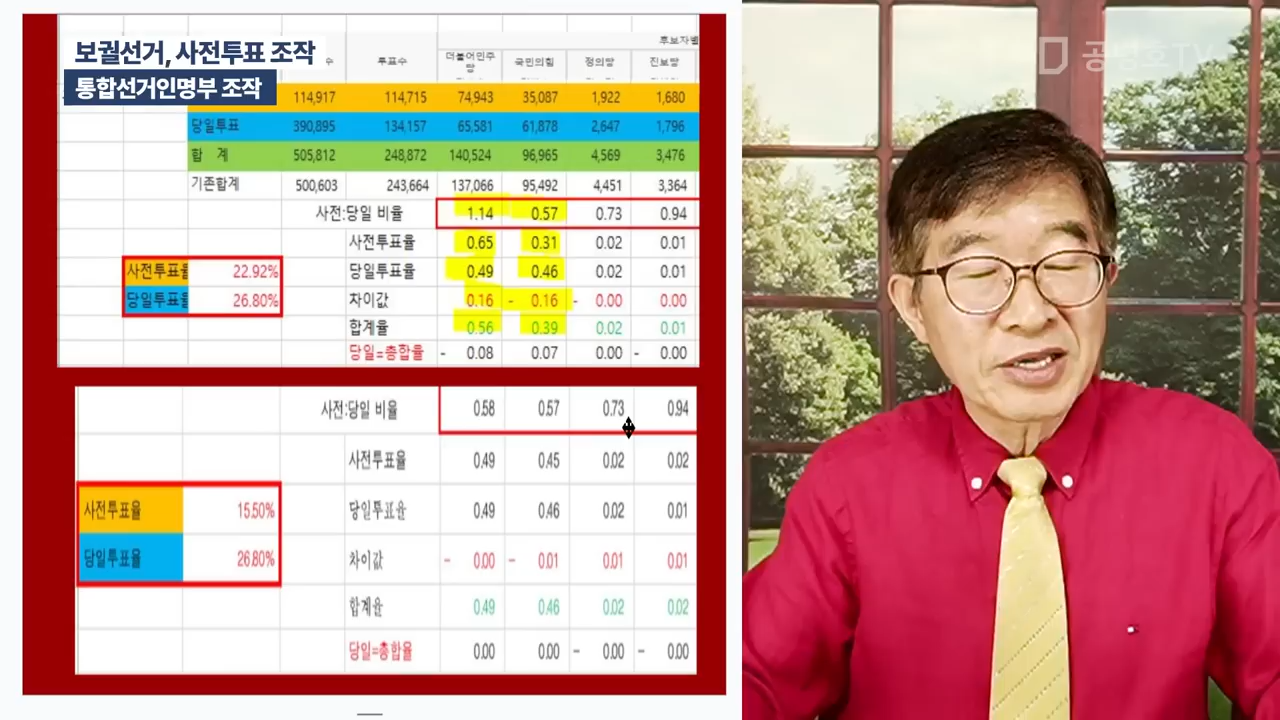 보궐선거, 사전투표 조작
통합선거인명부 조작
공병호TV
후보자별
수 투표수 더불어민주당 국민의힘 정의당 진보당
114,917 114,715 74,943 35,087 1,922 1,680
당일투표 390,895 134,157 65,581 61,878 2,647 1,796
합 계 505,812 248,872 140,524 96,965 4,569 3,476
기존합계 500,603 243,664 137,066 95,492 4,451 3,364
사전:당일 비율 1.14 0.57 0.73 0.94
사전투표율 0.65 0.31 0.02 0.01
사전투표율 22.92% 당일투표율 0.49 0.46 0.02 0.01
당일투표율 26.80% 차이값 0.16 - 0.16 - 0.00 0.00
합계율 0.56 0.39 0.02 0.01
당일=총합율 - 0.08 0.07 0.00 - 0.00
사전:당일 비율 0.58 0.57 0.73 0.94
사전투표율 0.49 0.45 0.02 0.02
사전투표율 15.50% 당일투표율 0.49 0.46 0.02 0.01
당일투표율 26.80% 차이값 - 0.00 - 0.01 0.01 0.01
합계율 0.49 0.46 0.02 0.02
당일=총합율 0.00 0.00 - 0.00 - 0.00